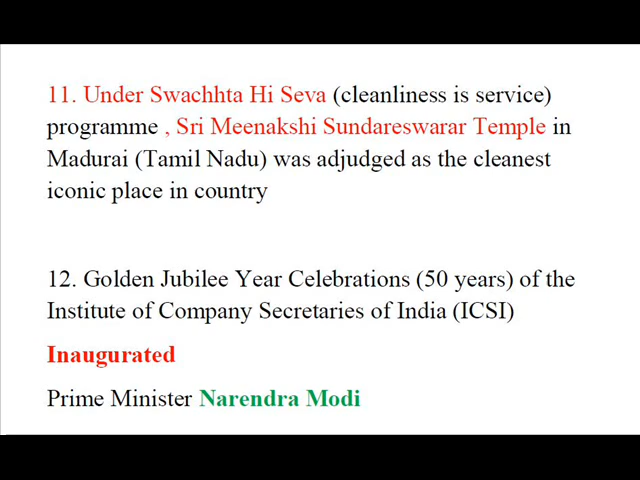 11. Under Swachhta Hi Seva (cleanliness is service)
programme , Sri Meenakshi Sundareswarar Temple in
Madurai (Tamil Nadu) was adjudged as the cleanest
iconic place in country
12. Golden Jubilee Year Celebrations (50 years) of the
Institute of Company Secretaries of India (ICSI)
Inaugurated
Prime Minister Narendra Modi